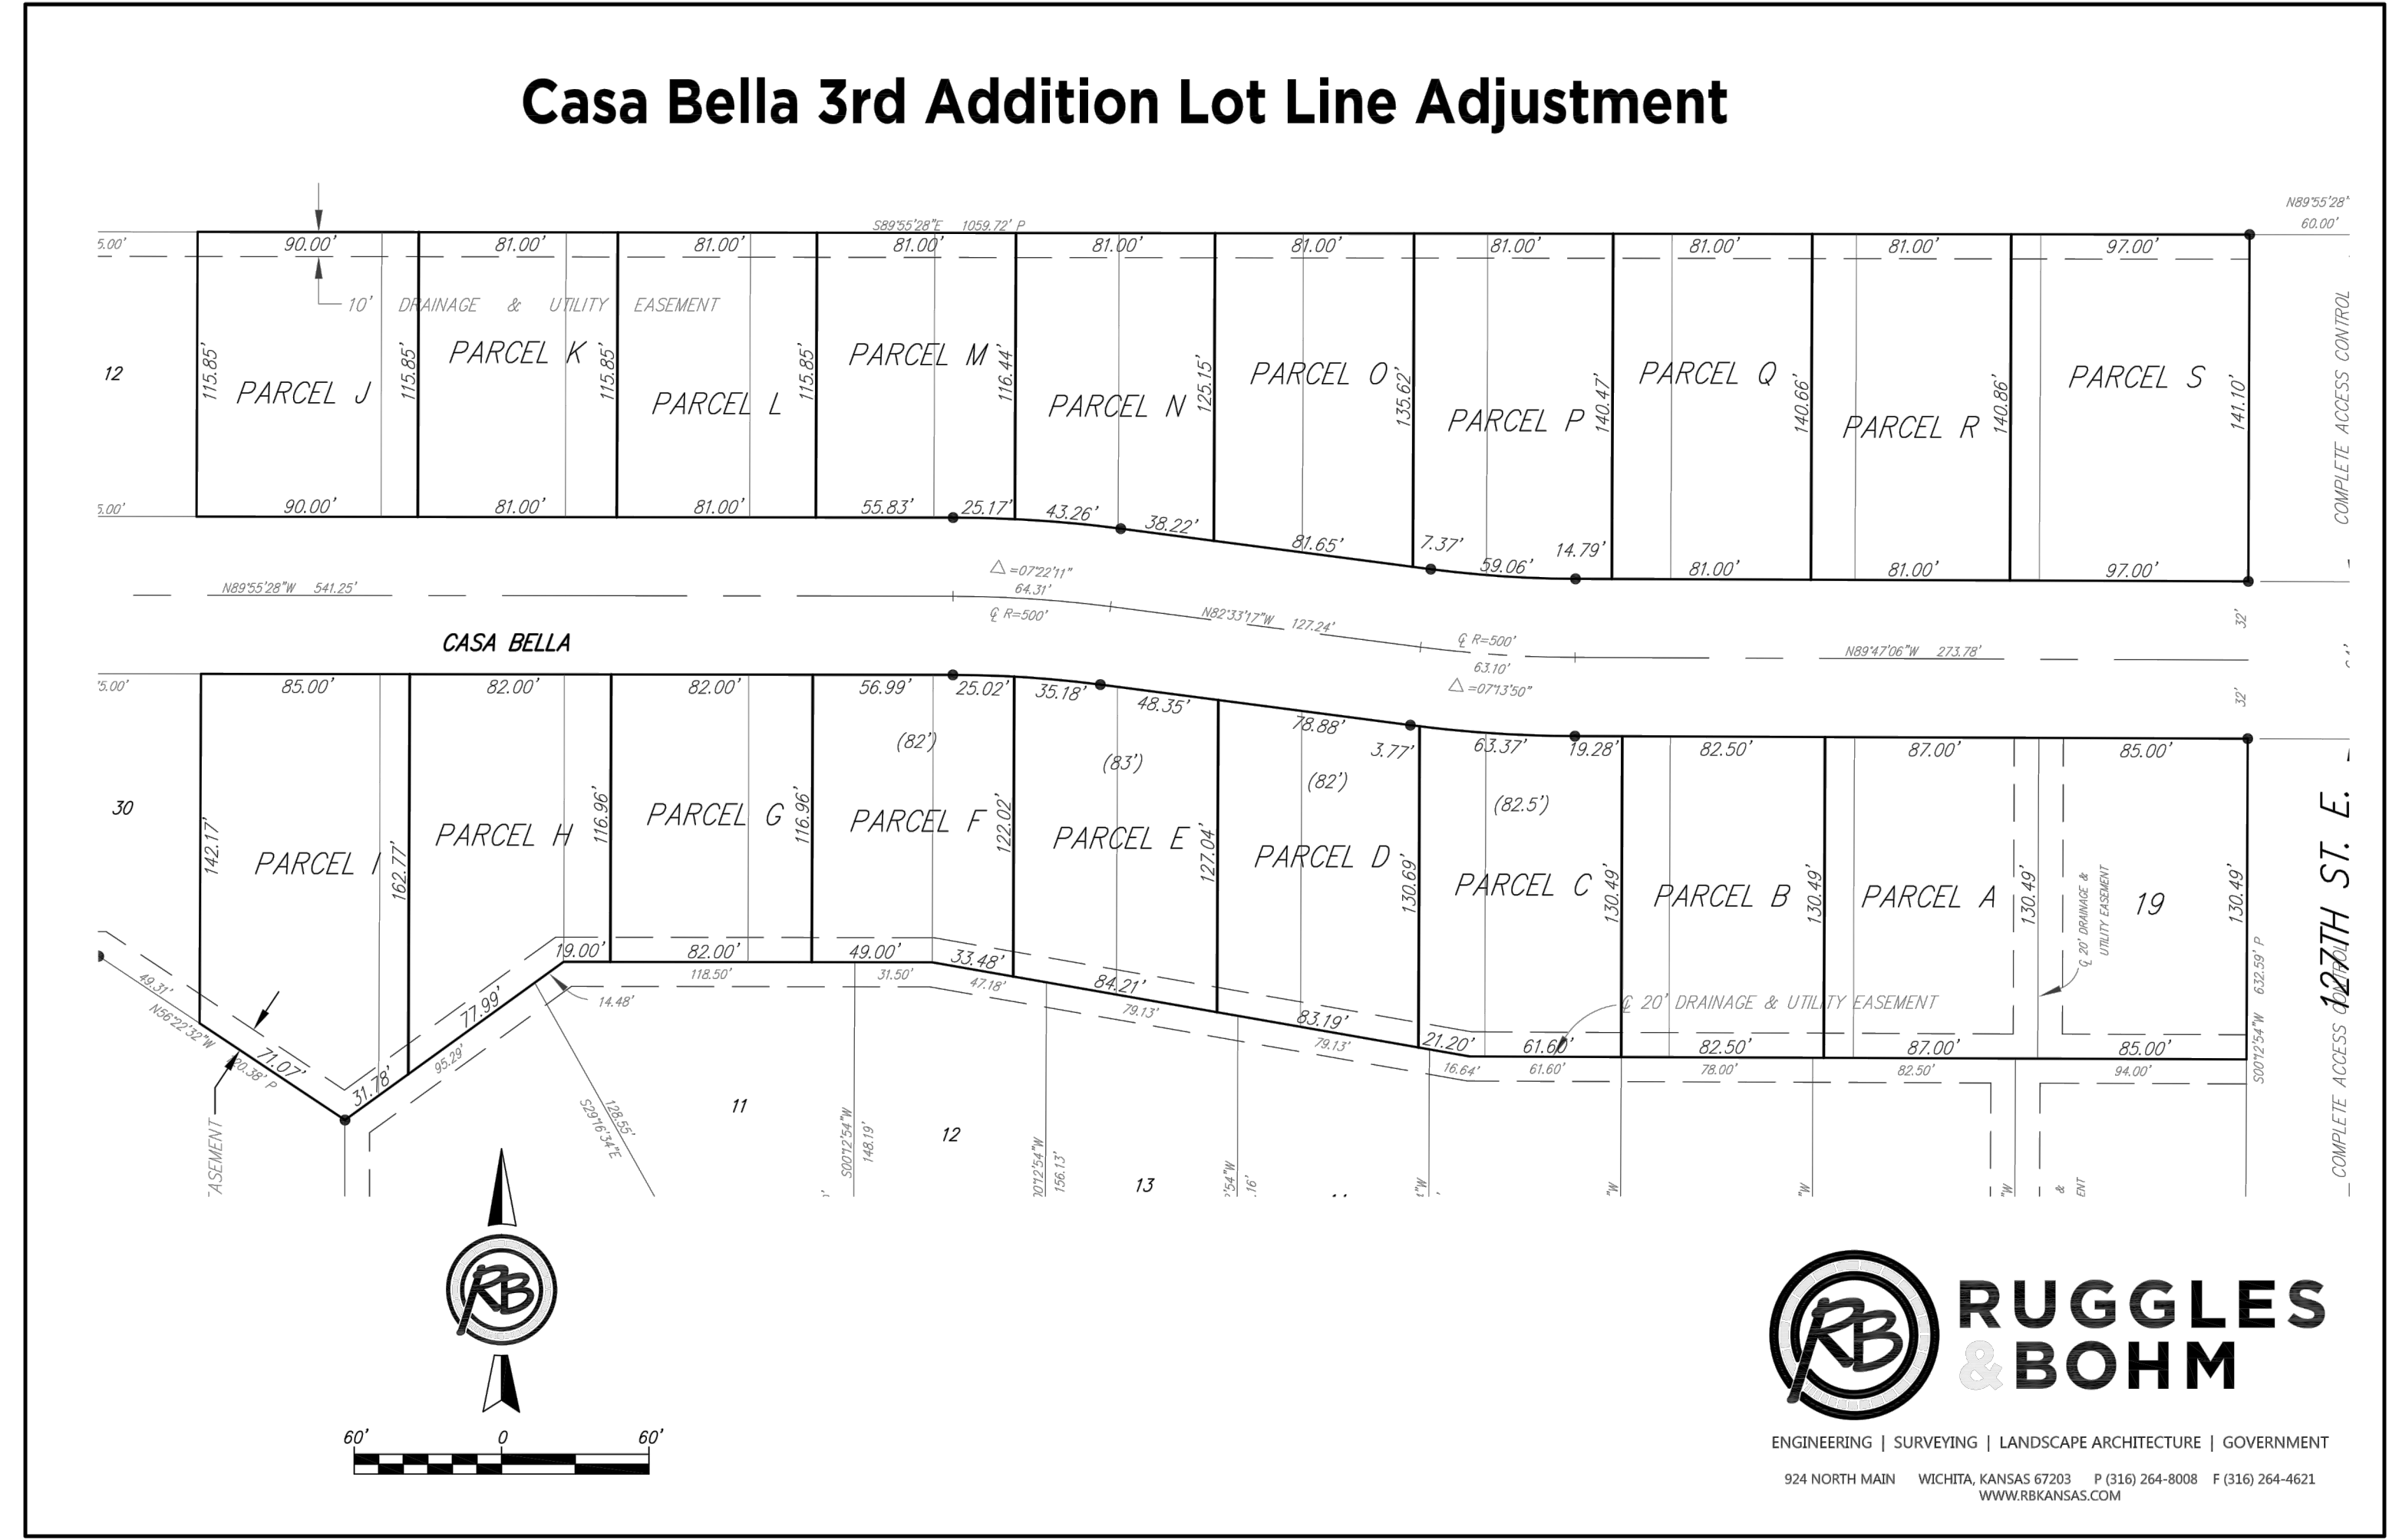 Casa Bella 3rd Addition Lot Line Adjustment
N89°55'28"
60.00'
S89°55'28"E 1059.72' P
5.00'
90.00'
81.00'
81.00'
81.00'
81.00'
81.00'
81.00'
81.00'
81.00'
97.00'
10' DRAINAGE & UTILITY EASEMENT
COMPLETE ACCESS CONTROL
12
115.85'
PARCEL J
115.85'
PARCEL K
115.85'
PARCEL L
115.85'
PARCEL M
116.44'
PARCEL N
125.15'
PARCEL O
135.62'
PARCEL P
140.47'
PARCEL Q
140.66'
PARCEL R
140.86'
PARCEL S
141.10'
5.00'
90.00'
81.00'
81.00'
55.83'
25.17'
43.26'
38.22'
81.65'
7.37'
59.06'
14.79'
81.00'
81.00'
97.00'
N89°55'28"W 541.25'
△=07°22'11"
64.31'
℄ R=500'
N82°33'17"W 127.24'
℄ R=500'
63.10'
△=07°13'50"
N89°47'06"W 273.78'
32'
32'
CASA BELLA
5.00'
85.00'
82.00'
82.00'
56.99'
25.02'
35.18'
48.35'
78.88'
3.77'
63.37'
19.28'
82.50'
87.00'
85.00'
(82')
(83')
(82')
(82.5')
30
142.17'
PARCEL I
162.77'
PARCEL H
116.96'
PARCEL G
116.96'
PARCEL F
122.02'
PARCEL E
127.04'
PARCEL D
130.69'
PARCEL C
130.49'
PARCEL B
130.49'
PARCEL A
130.49'
℄ 20' DRAINAGE &
UTILITY EASEMENT
19
130.49'
127TH ST. E.
COMPLETE ACCESS CONTROL
S00°12'54"W 632.59' P
19.00'
82.00'
49.00'
33.48'
84.21'
83.19'
21.20'
61.60'
82.50'
87.00'
85.00'
℄ 20' DRAINAGE & UTILITY EASEMENT
49.31'
N56°22'32"W
71.07'
31.78'
77.99'
95.29'
14.48'
118.50'
31.50'
47.18'
79.13'
79.13'
16.64'
61.60'
78.00'
82.50'
94.00'
ASEMENT
128.55'
S29°16'34"E
11
S00°12'54"W
148.19'
12
156.13'
13
60' 0 60'
RB
RB
RUGGLES
&BOHM
ENGINEERING | SURVEYING | LANDSCAPE ARCHITECTURE | GOVERNMENT
924 NORTH MAIN WICHITA, KANSAS 67203 P (316) 264-8008 F (316) 264-4621
WWW.RBKANSAS.COM